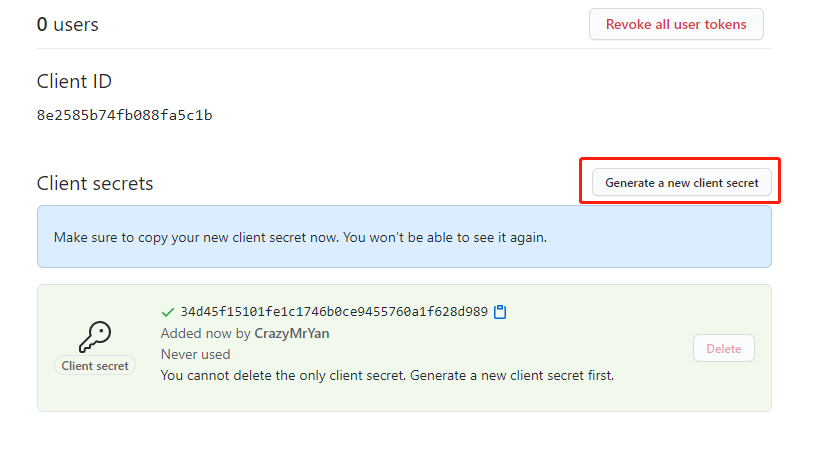 0 users
Revoke all user tokens
Client ID
8e2585b74fb088fa5c1b
Client secrets
Generate a new client secret
Make sure to copy your new client secret now. You won't be able to see it again.
34d45f15101fe1c1746b0ce9455760a1f628d989
Added now by CrazyMrYan
Never used
Client secret
Delete
You cannot delete the only client secret. Generate a new client secret first.